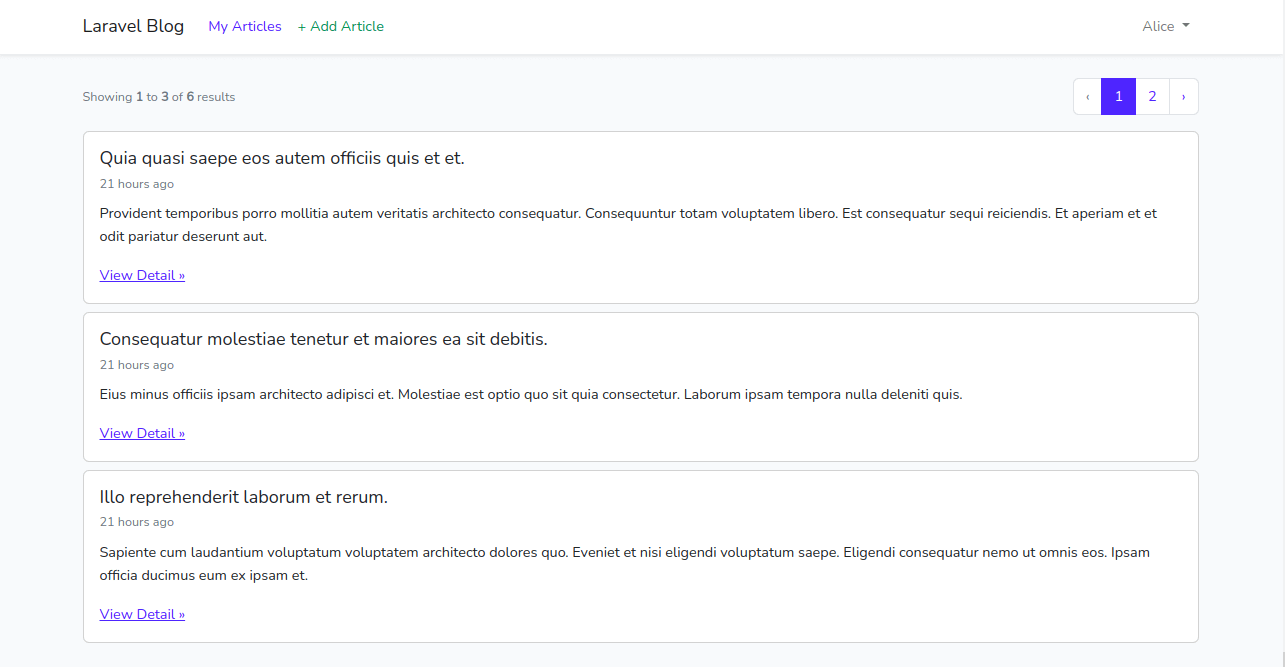 Laravel Blog My Articles + Add Article Alice
Showing 1 to 3 of 6 results ‹ 1 2 ›
Quia quasi saepe eos autem officiis quis et et.
21 hours ago
Provident temporibus porro mollitia autem veritatis architecto consequatur. Consequuntur totam voluptatem libero. Est consequatur sequi reiciendis. Et aperiam et et
odit pariatur deserunt aut.
View Detail »
Consequatur molestiae tenetur et maiores ea sit debitis.
21 hours ago
Eius minus officiis ipsam architecto adipisci et. Molestiae est optio quo sit quia consectetur. Laborum ipsam tempora nulla deleniti quis.
View Detail »
Illo reprehenderit laborum et rerum.
21 hours ago
Sapiente cum laudantium voluptatum voluptatem architecto dolores quo. Eveniet et nisi eligendi voluptatum saepe. Eligendi consequatur nemo ut omnis eos. Ipsam
officia ducimus eum ex ipsam et.
View Detail »